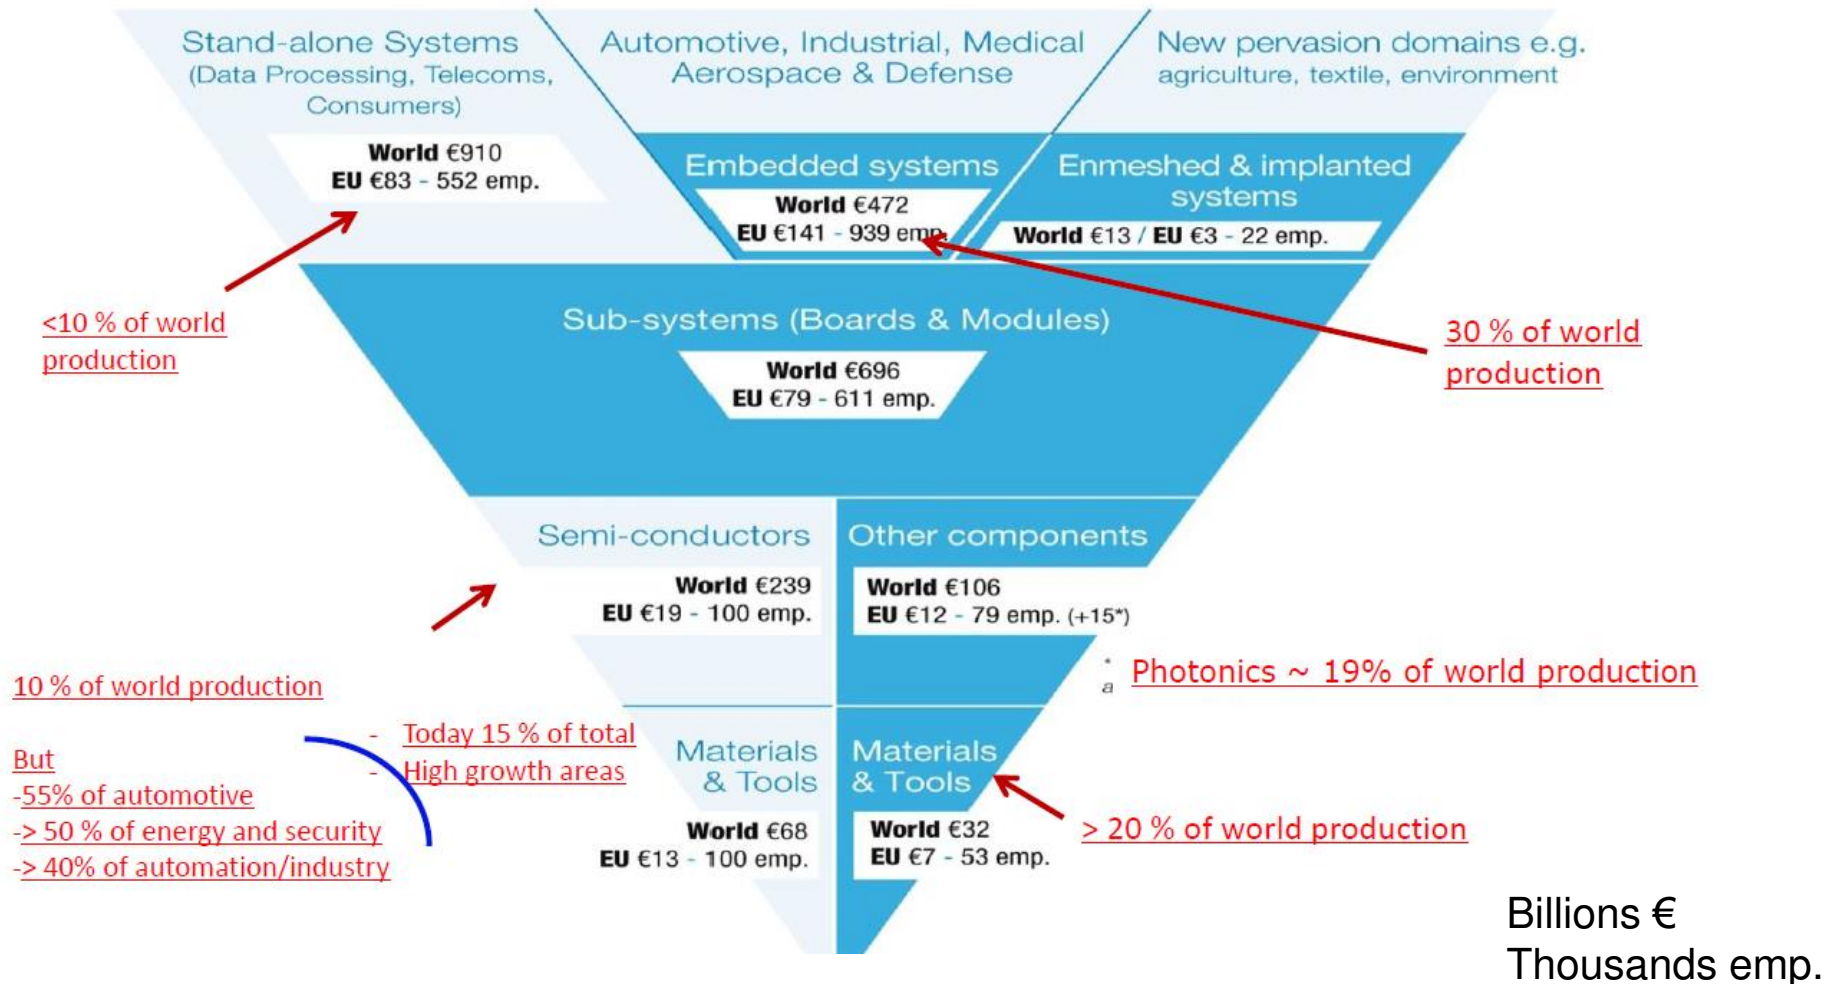 Stand-alone Systems
(Data Processing, Telecoms,
Consumers)
World €910
EU €83 - 552 emp.
Automotive, Industrial, Medical
Aerospace & Defense
New pervasion domains e.g.
agriculture, textile, environment
Embedded systems
World €472
EU €141 - 939 emp.
Enmeshed & implanted
systems
World €13 / EU €3 - 22 emp.
<10 % of world
production
Sub-systems (Boards & Modules)
World €696
EU €79 - 611 emp.
30 % of world
production
Semi-conductors
World €239
EU €19 - 100 emp.
Other components
World €106
EU €12 - 79 emp. (+15*)
*
a
Photonics ~ 19% of world production
10 % of world production
But
-55% of automotive
-> 50 % of energy and security
-> 40% of automation/industry
- Today 15 % of total
- High growth areas
Materials
& Tools
World €68
EU €13 - 100 emp.
Materials
& Tools
World €32
EU €7 - 53 emp.
> 20 % of world production
Billions €
Thousands emp.